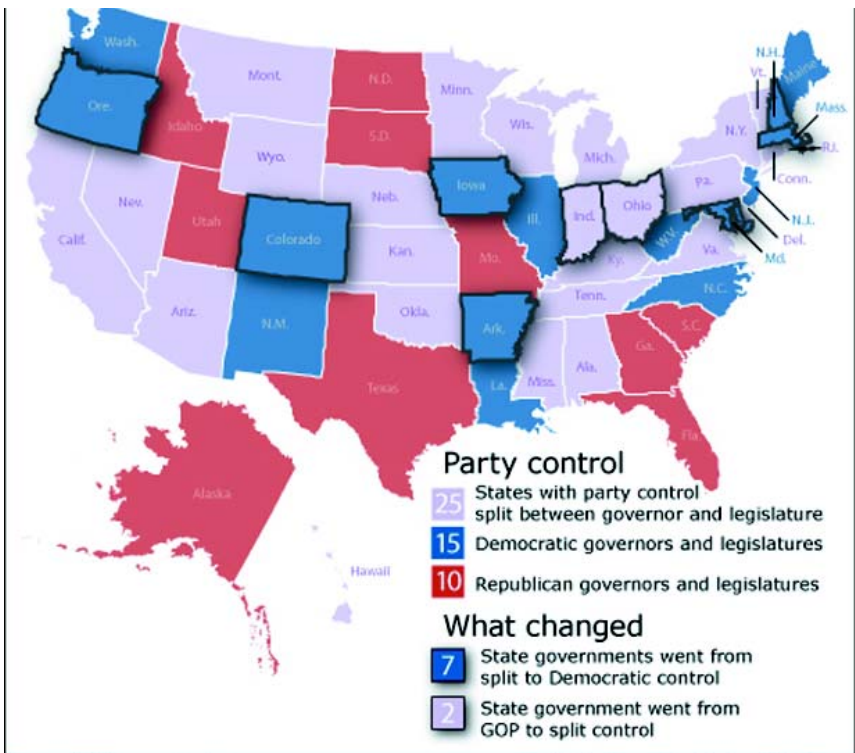 Wash.
Ore.
Idaho
Mont.
N.D.
Minn.
S.D.
Wis.
Mich.
Wyo.
Iowa
Neb.
Nev.
Utah
Colorado
Calif.
Kan.
Mo.
Ill.
Ind.
Ohio
Pa.
N.Y.
Vt.
N.H.
Maine
Mass.
R.I.
Conn.
N.J.
Del.
Md.
W.V.
Va.
Ky.
N.C.
Tenn.
Ariz.
N.M.
Okla.
Ark.
S.C.
Ga.
Ala.
Miss.
La.
Texas
Fla
Alaska
Hawaii
Party control
25 States with party control
split between governor and legislature
15 Democratic governors and legislatures
10 Republican governors and legislatures
What changed
7 State governments went from
split to Democratic control
2 State government went from
GOP to split control